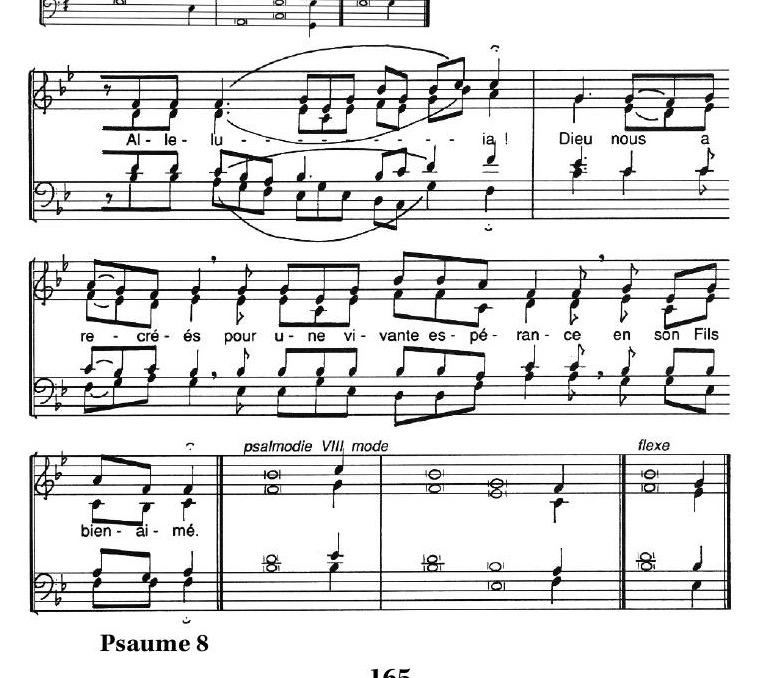 Al - le - lu - - - - - - - - - - - - ia ! Dieu nous a
re - cré - és pour u - ne vi - vante es - pé - ran - ce en son Fils
psalmodie VIII mode flexe
bien - ai - mé.
Psaume 8
165